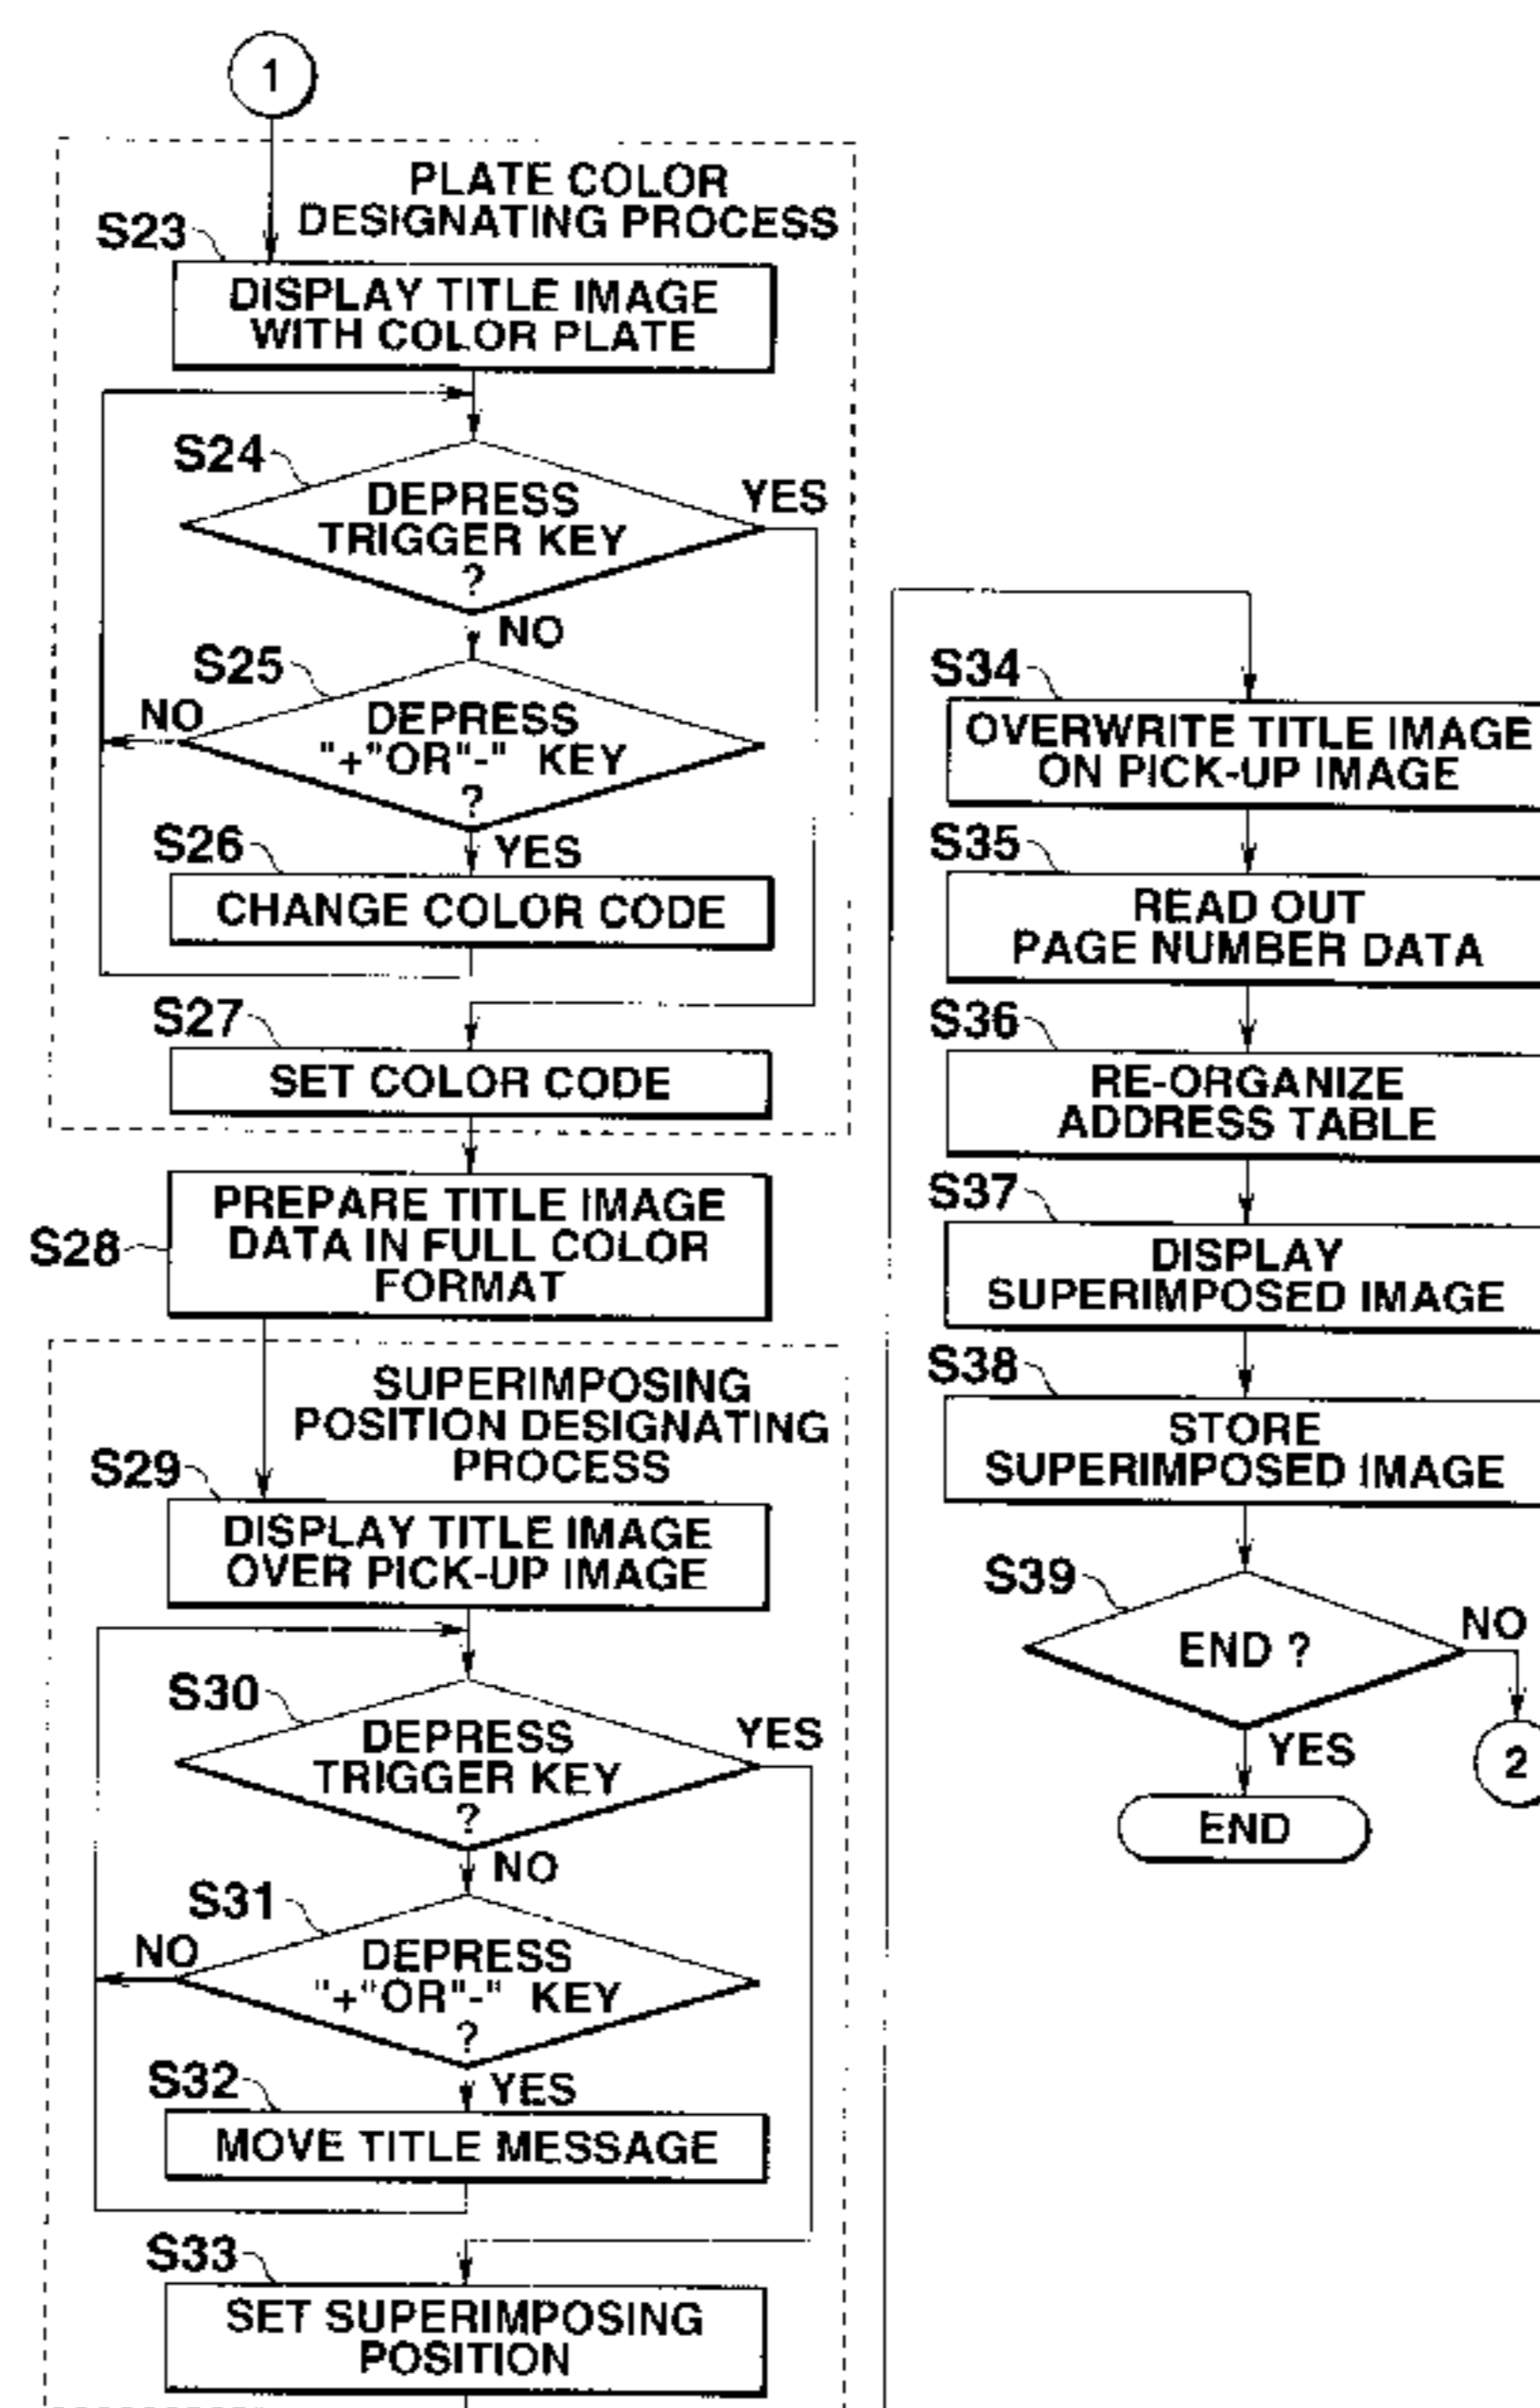 1
PLATE COLOR
DESIGNATING PROCESS
S23
DISPLAY TITLE IMAGE
WITH COLOR PLATE
S24
DEPRESS
TRIGGER KEY
?
YES
NO
S25
DEPRESS
"+"OR"-" KEY
?
NO
YES
S26
CHANGE COLOR CODE
S27
SET COLOR CODE
S28
PREPARE TITLE IMAGE
DATA IN FULL COLOR
FORMAT
SUPERIMPOSING
POSITION DESIGNATING
PROCESS
S29
DISPLAY TITLE IMAGE
OVER PICK-UP IMAGE
S30
DEPRESS
TRIGGER KEY
?
YES
NO
S31
DEPRESS
"+"OR"-" KEY
?
NO
YES
S32
MOVE TITLE MESSAGE
S33
SET SUPERIMPOSING
POSITION
S34
OVERWRITE TITLE IMAGE
ON PICK-UP IMAGE
S35
READ OUT
PAGE NUMBER DATA
S36
RE-ORGANIZE
ADDRESS TABLE
S37
DISPLAY
SUPERIMPOSED IMAGE
S38
STORE
SUPERIMPOSED IMAGE
S39
END ?
NO
YES
2
END